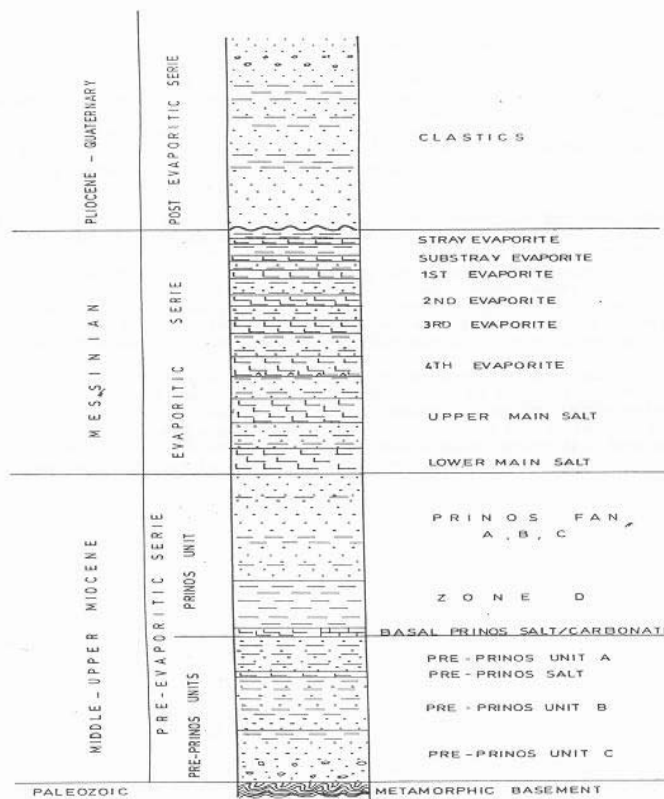 PLIOCENE - QUATERNARY
POST EVAPORITIC SERIE
CLASTICS
MESSINIAN
EVAPORITIC SERIE
STRAY EVAPORITE
SUBSTRAY EVAPORITE
1ST EVAPORITE
2ND EVAPORITE
3RD EVAPORITE
4TH EVAPORITE
UPPER MAIN SALT
LOWER MAIN SALT
MIDDLE - UPPER MIOCENE
PRE - EVAPORITIC SERIE
PRINOS UNIT
PRINOS FAN
A, B, C
ZONE D
BASAL PRINOS SALT/CARBONAT
PRE-PRINOS UNITS
PRE - PRINOS UNIT A
PRE - PRINOS SALT
PRE - PRINOS UNIT B
PRE - PRINOS UNIT C
PALEOZOIC
METAMORPHIC BASEMENT